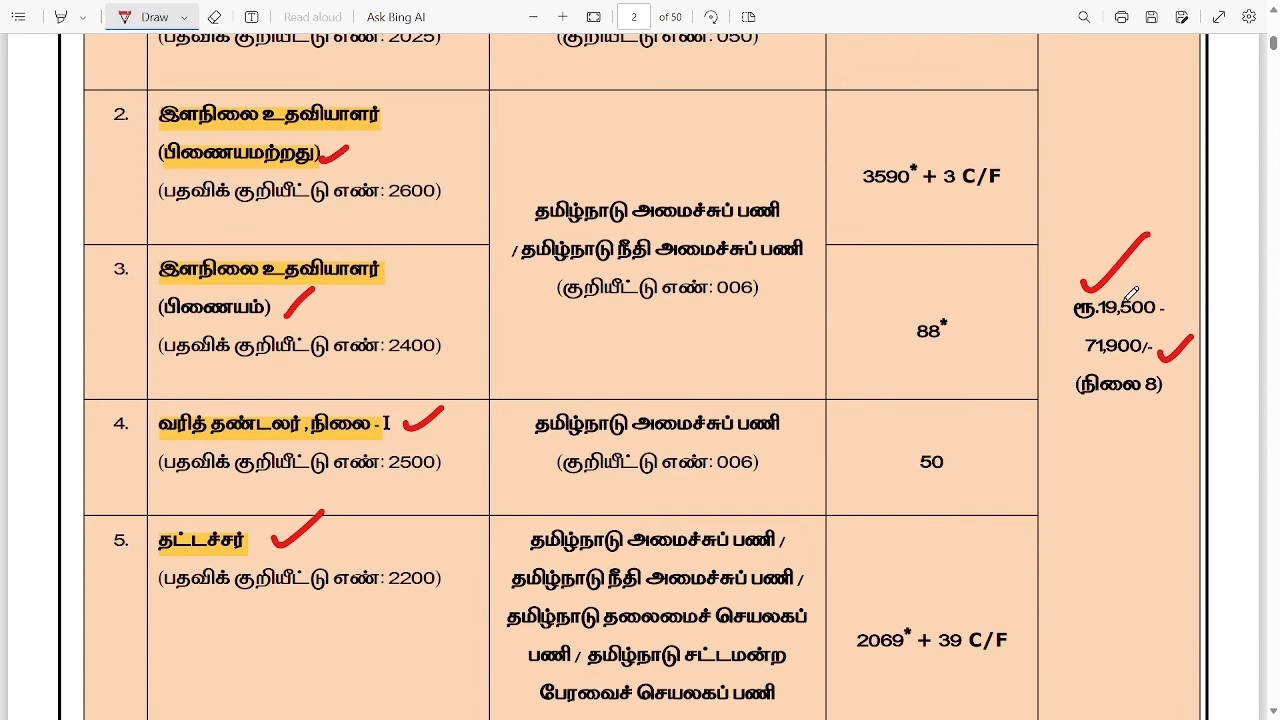 Draw
Read aloud
Ask Bing AI
2 of 50
(பதவிக் குறியீட்டு எண்: 2025)
(குறியீட்டு எண்: 050)
2.
இளநிலை உதவியாளர்
(பிணையமற்றது)
(பதவிக் குறியீட்டு எண்: 2600)
தமிழ்நாடு அமைச்சுப் பணி
/ தமிழ்நாடு நீதி அமைச்சுப் பணி
(குறியீட்டு எண்: 006)
3590* + 3 C/F
3.
இளநிலை உதவியாளர்
(பிணையம்)
(பதவிக் குறியீட்டு எண்: 2400)
88*
ரூ.19,500 -
71,900/-
(நிலை 8)
4.
வரித் தண்டலர் , நிலை - I
(பதவிக் குறியீட்டு எண்: 2500)
தமிழ்நாடு அமைச்சுப் பணி
(குறியீட்டு எண்: 006)
50
5.
தட்டச்சர்
(பதவிக் குறியீட்டு எண்: 2200)
தமிழ்நாடு அமைச்சுப் பணி /
தமிழ்நாடு நீதி அமைச்சுப் பணி /
தமிழ்நாடு தலைமைச் செயலகப்
பணி / தமிழ்நாடு சட்டமன்ற
பேரவைச் செயலகப் பணி
2069* + 39 C/F